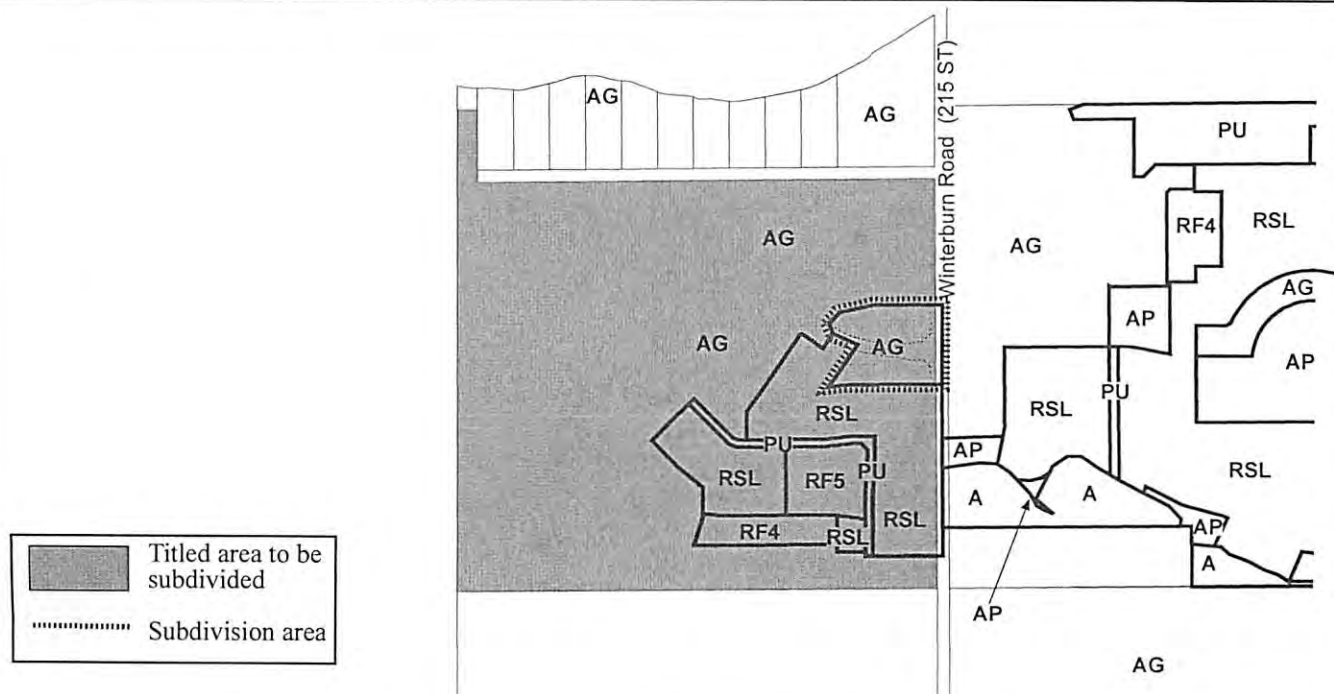 AG
AG
Winterburn Road (215 ST)
PU
AG
AG
RF4
RSL
AG
AG
AG
AP
AP
RSL
RSL
PU
PU
AP
RSL
RF5
PU
RSL
A
A
RSL
RF4
RSL
AP
A
AP
AG
Titled area to be
subdivided
Subdivision area